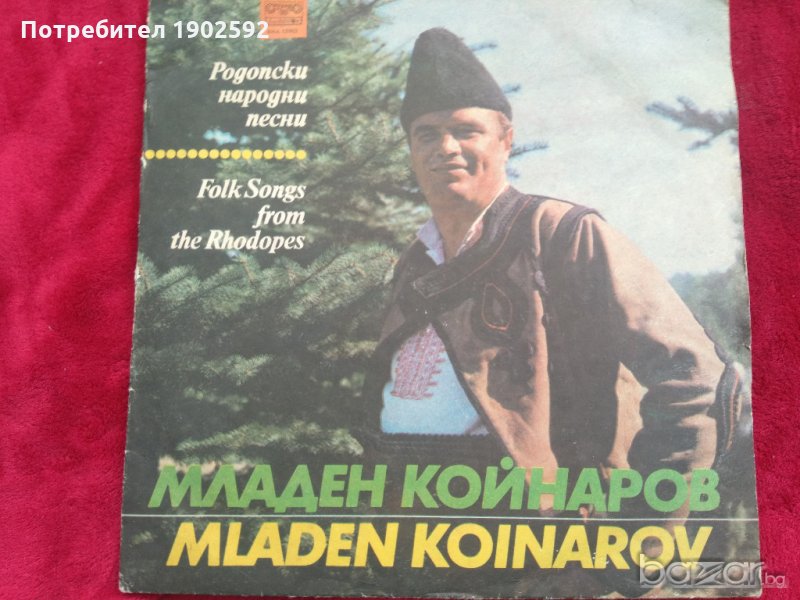 Потребител 1902592
Родопски
народни
песни
Folk Songs
from
the Rhodopes
МЛАДЕН КОЙНАРОВ
MLADEN KOINAROV
bazar.bg